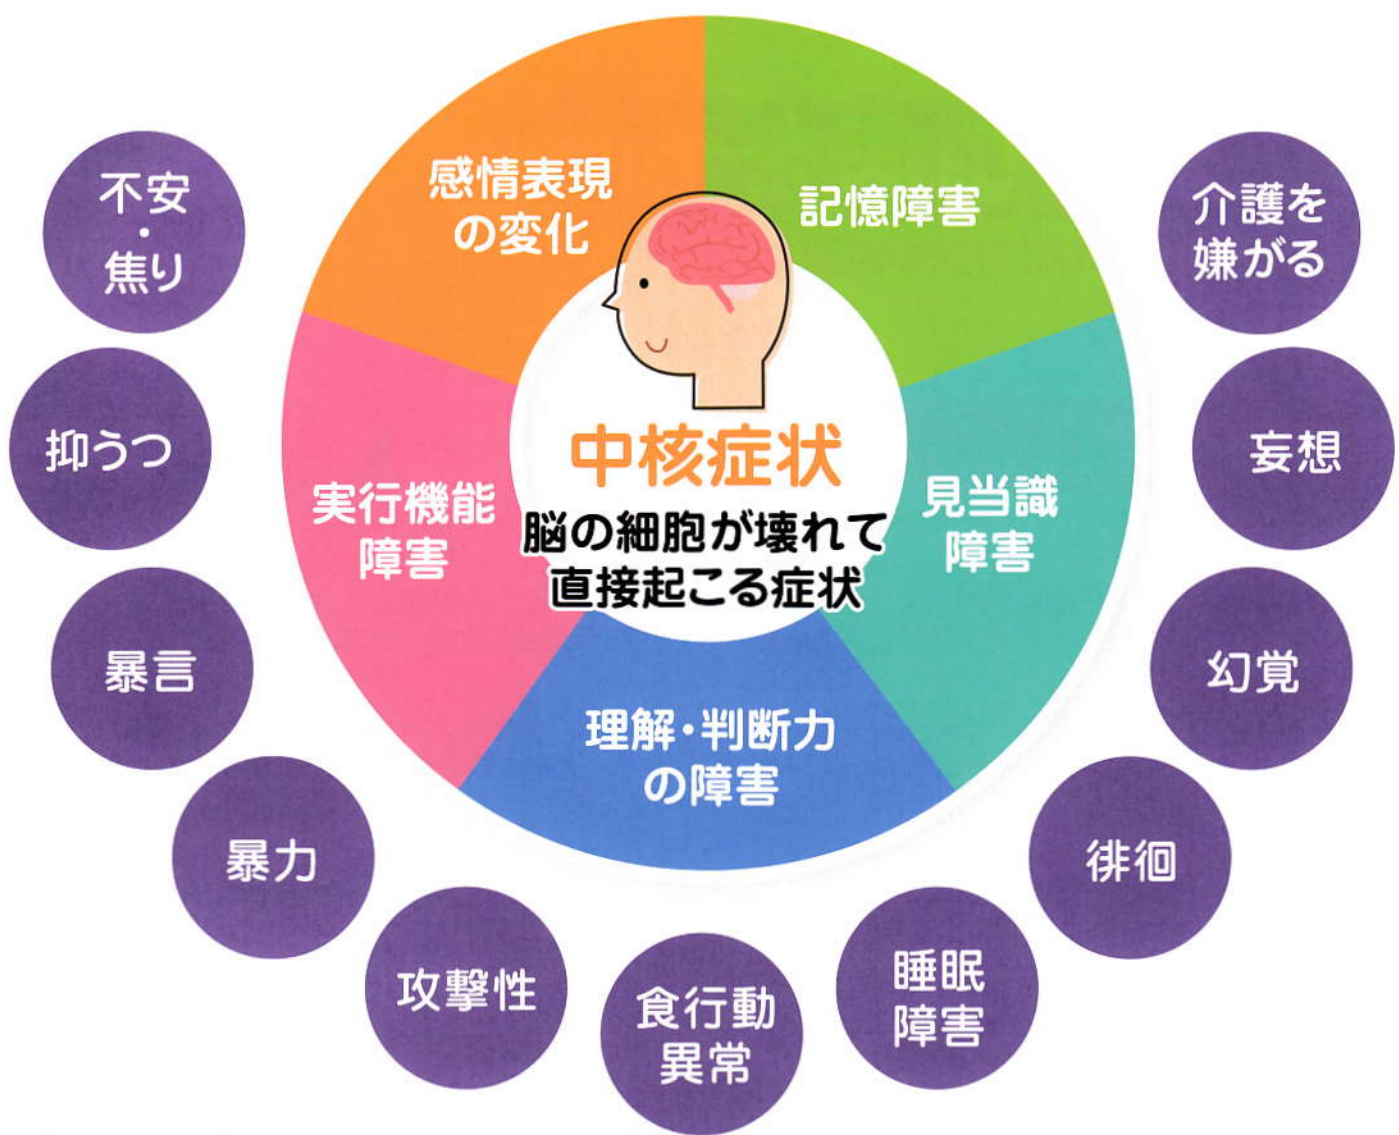 感情表現
の変化
記憶障害
見当識
障害
理解・判断力
の障害
実行機能
障害
中核症状
脳の細胞が壊れて
直接起こる症状
不安
・
焦り
抑うつ
暴言
暴力
攻撃性
食行動
異常
睡眠
障害
徘徊
幻覚
妄想
介護を
嫌がる